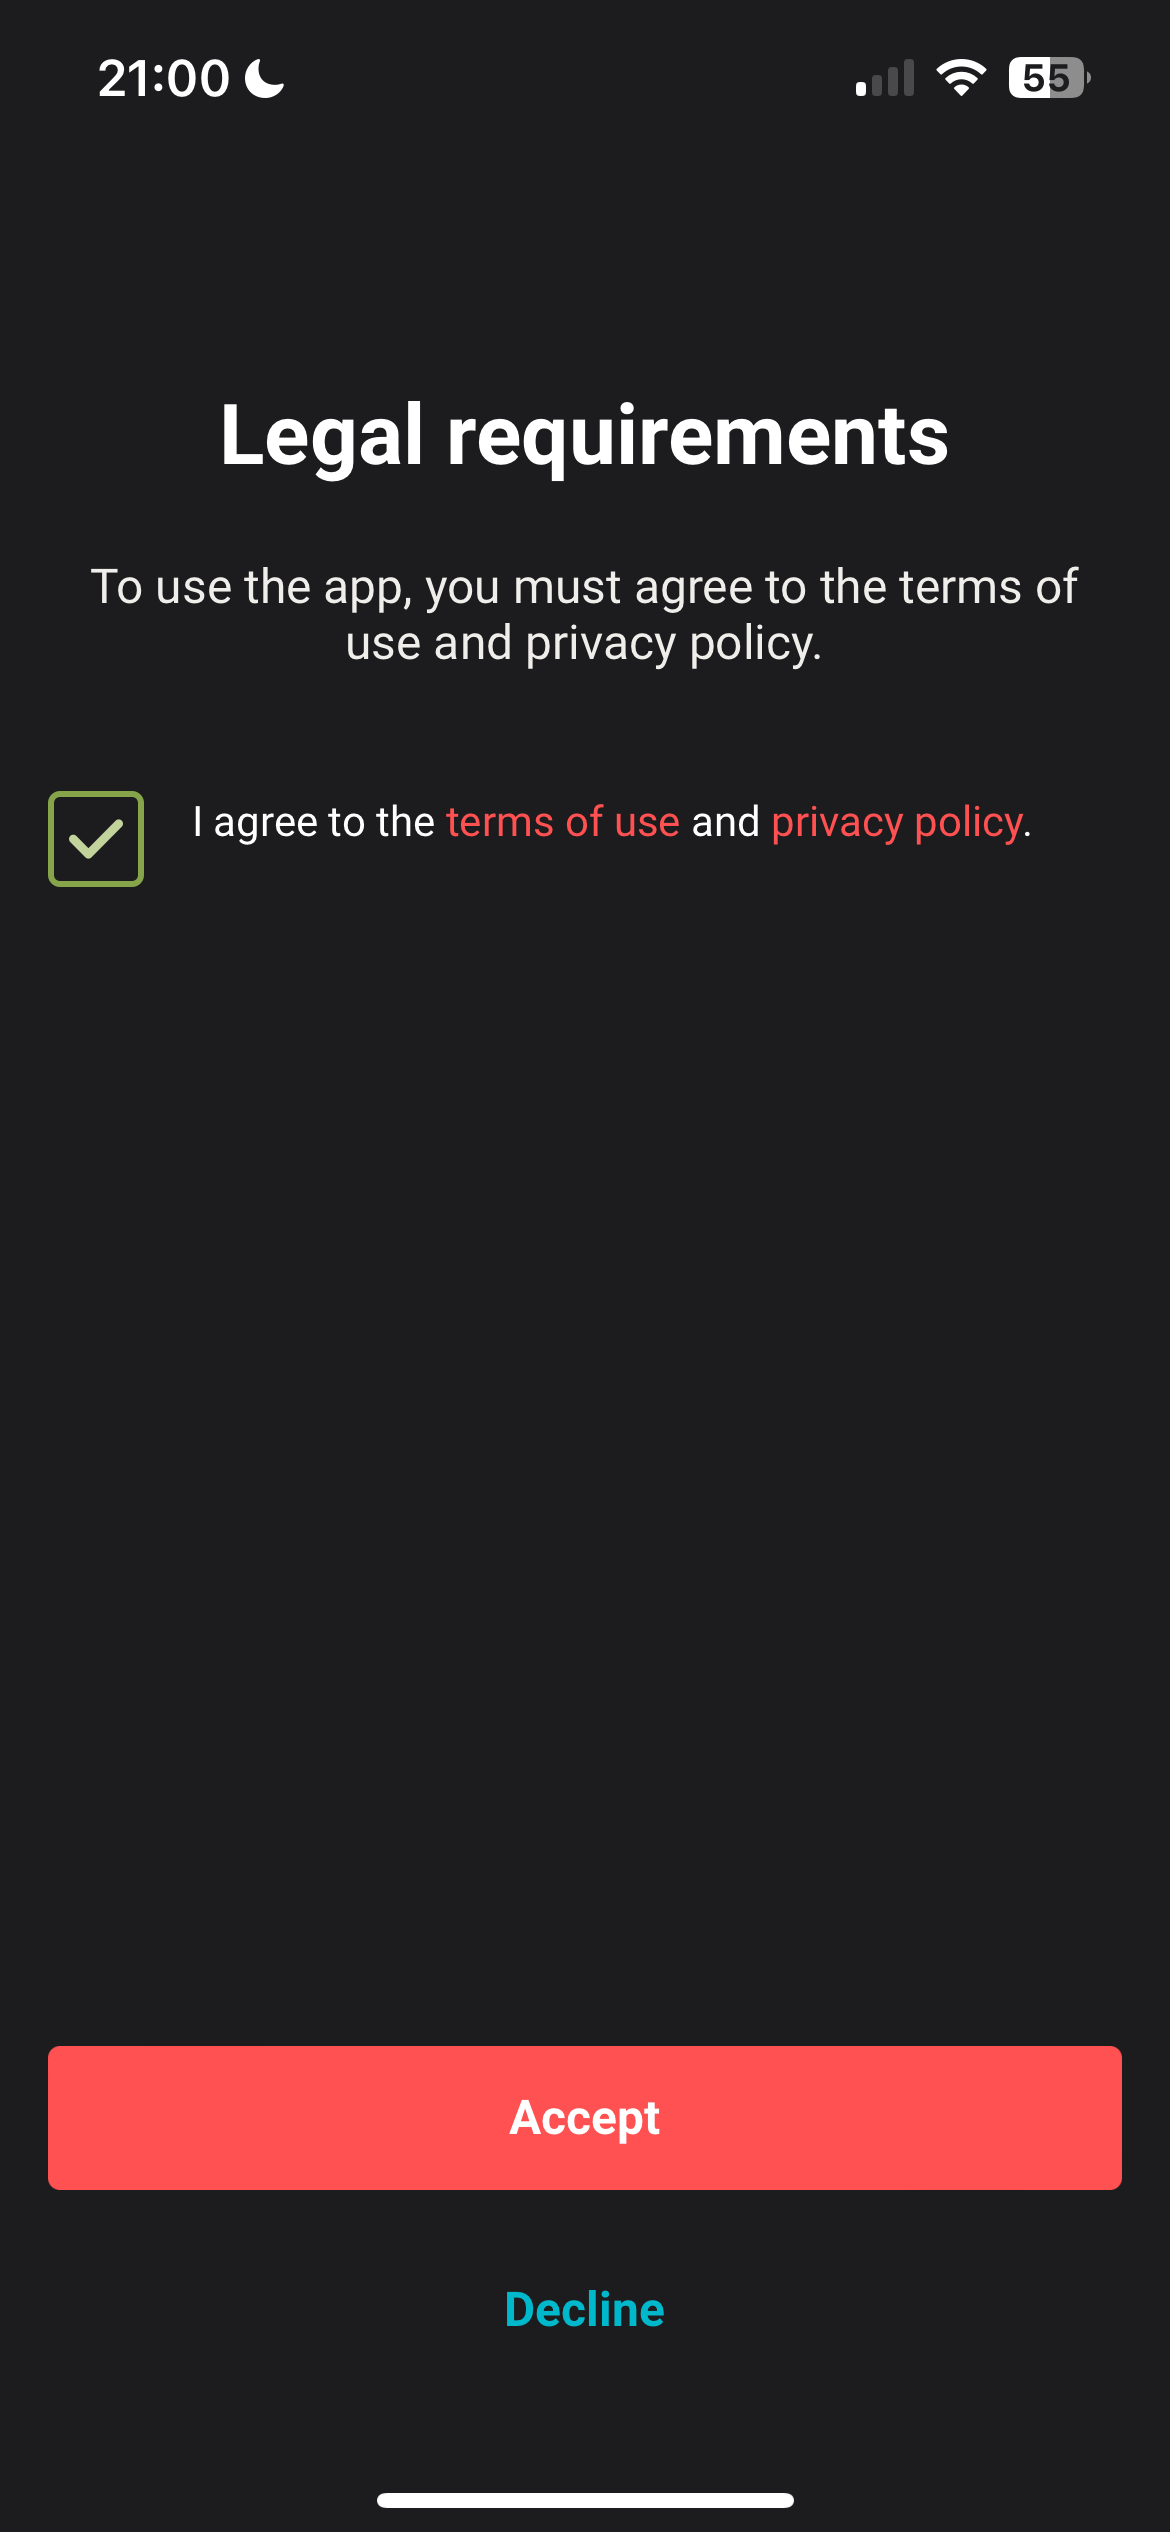 21:00
55
Legal requirements
To use the app, you must agree to the terms of
use and privacy policy.
I agree to the terms of use and privacy policy.
Accept
Decline